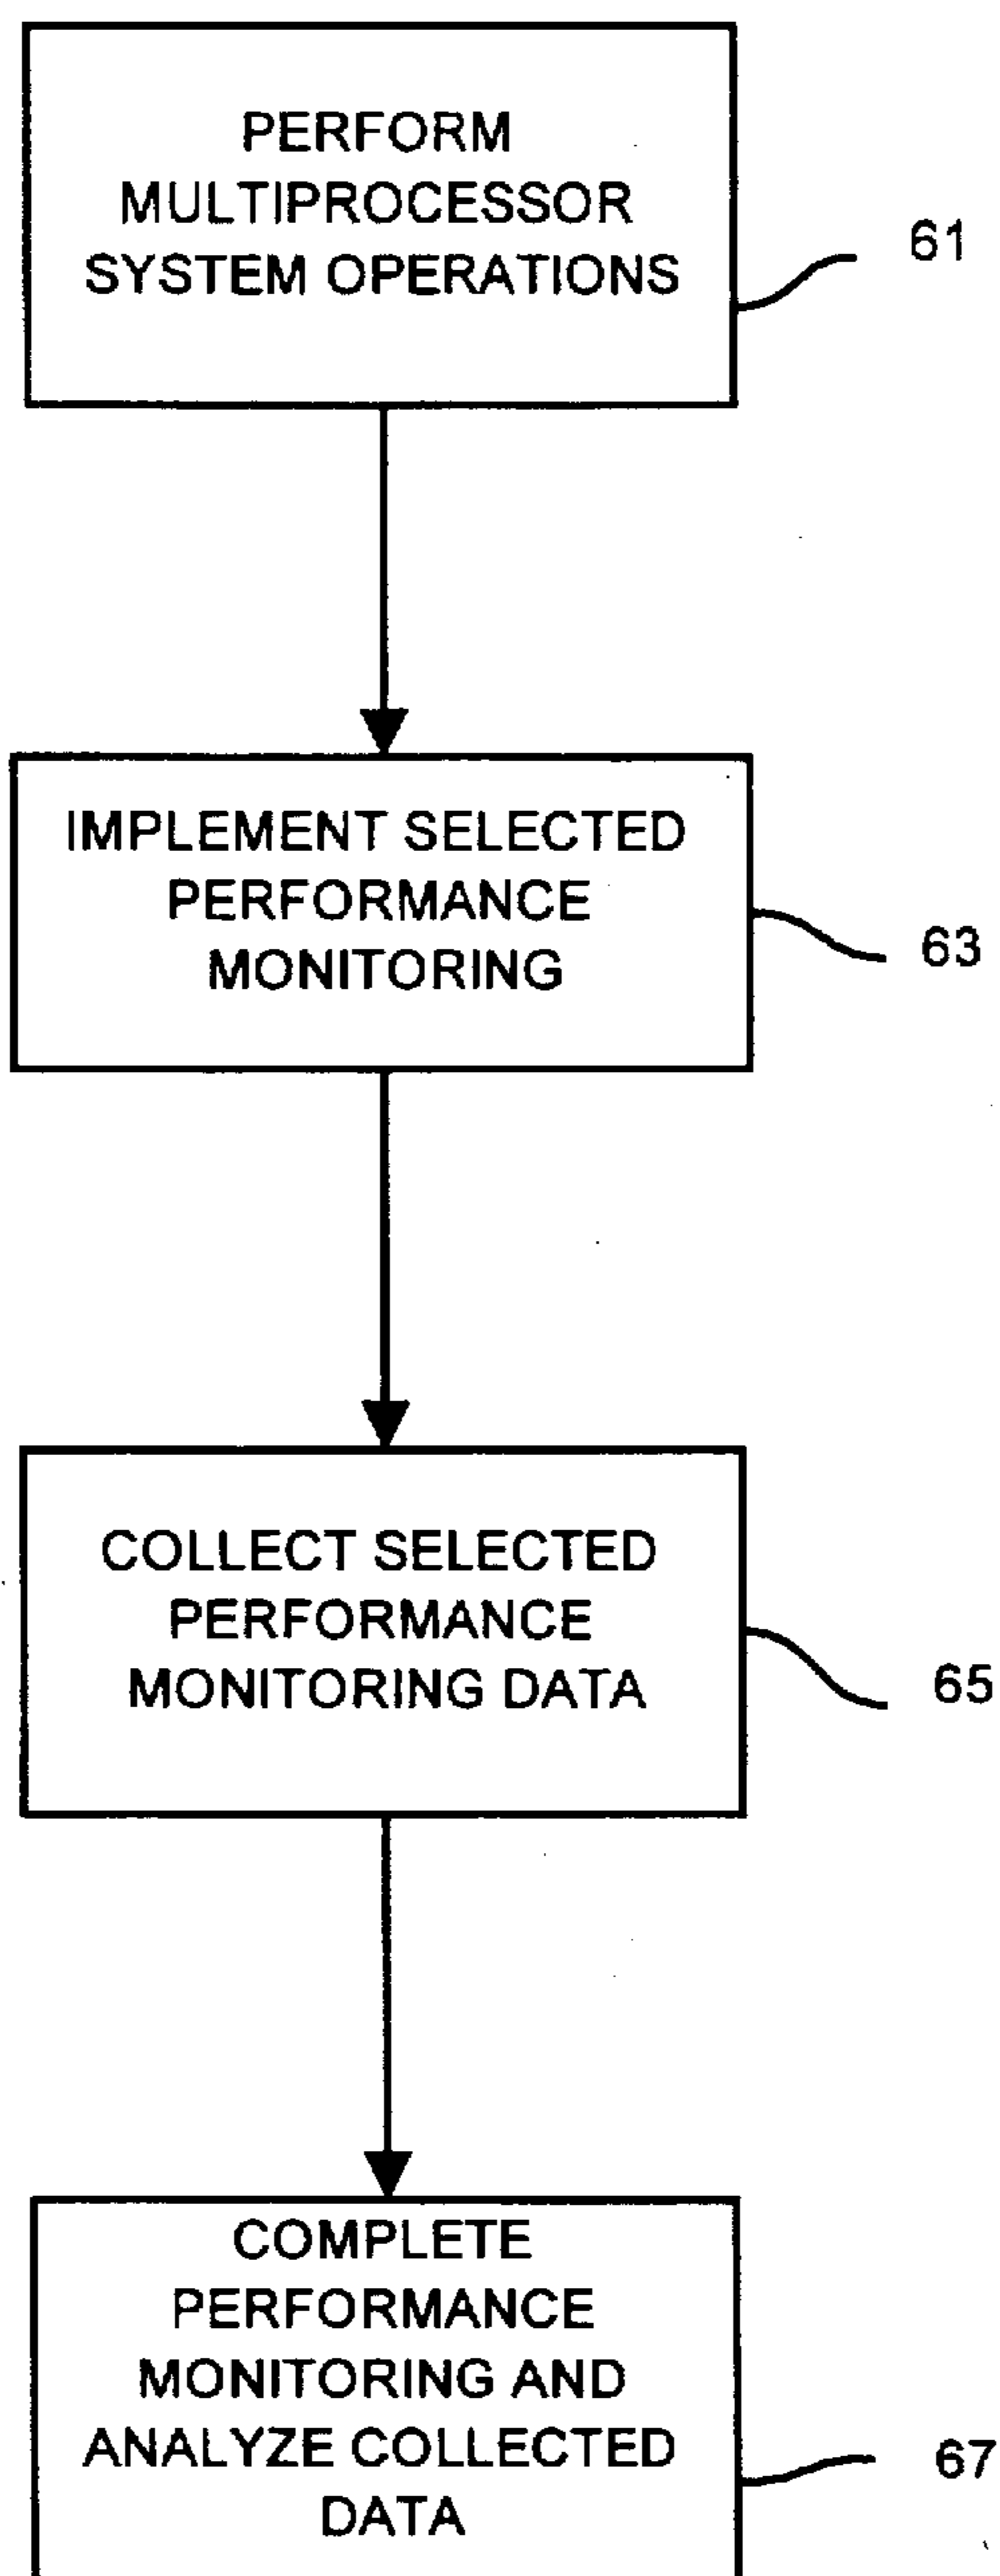 PERFORM
MULTIPROCESSOR
SYSTEM OPERATIONS
61
IMPLEMENT SELECTED
PERFORMANCE
MONITORING
63
COLLECT SELECTED
PERFORMANCE
MONITORING DATA
65
COMPLETE
PERFORMANCE
MONITORING AND
ANALYZE COLLECTED
DATA
67